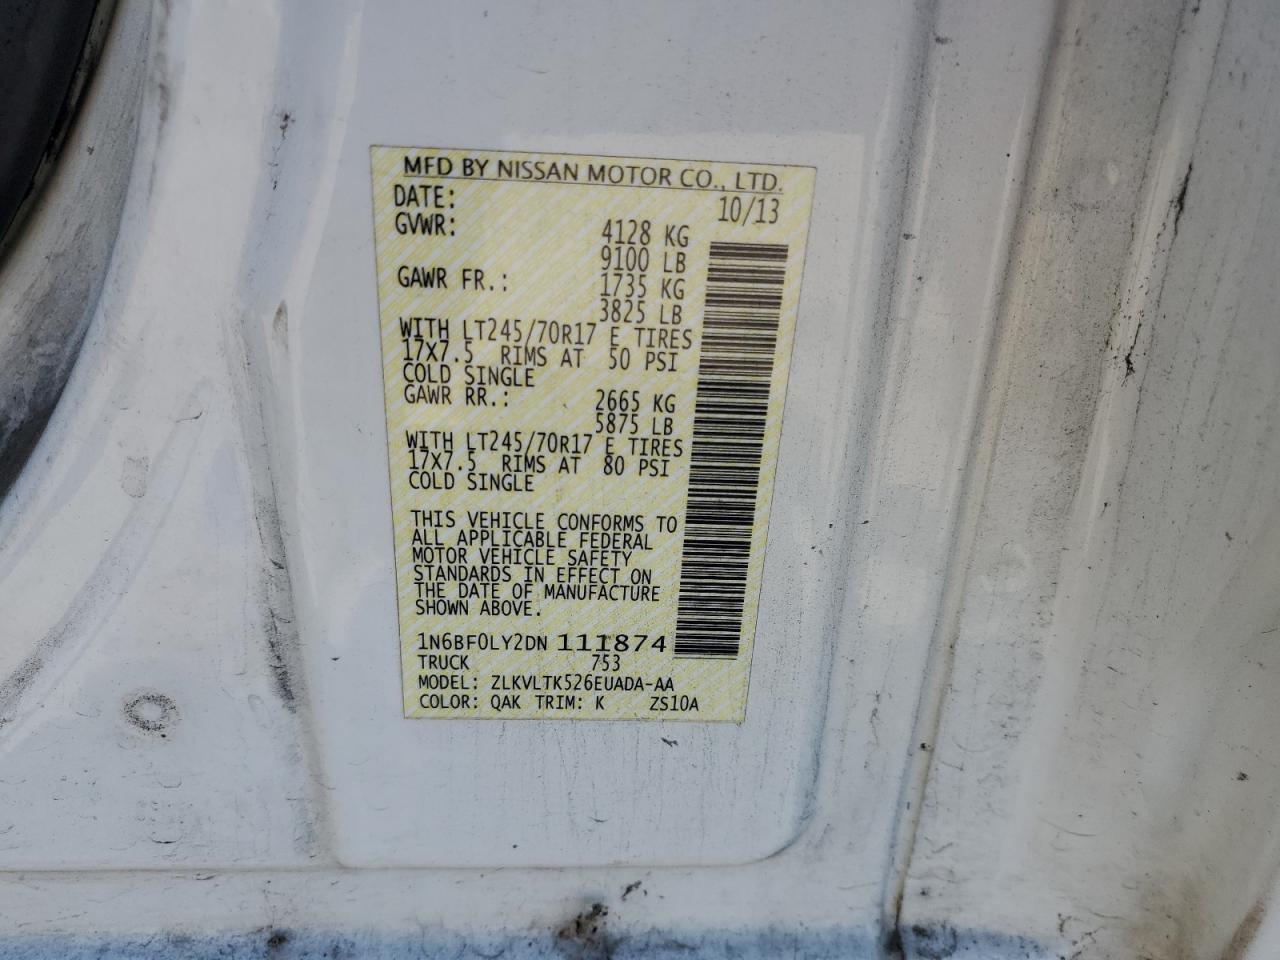 MFD BY NISSAN MOTOR CO., LTD.
DATE: 10/13
GVWR: 4128 KG
9100 LB
GAWR FR.: 1735 KG
3825 LB
WITH LT245/70R17 E TIRES
17X7.5 RIMS AT 50 PSI
COLD SINGLE
GAWR RR.: 2665 KG
5875 LB
WITH LT245/70R17 E TIRES
17X7.5 RIMS AT 80 PSI
COLD SINGLE
THIS VEHICLE CONFORMS TO
ALL APPLICABLE FEDERAL
MOTOR VEHICLE SAFETY
STANDARDS IN EFFECT ON
THE DATE OF MANUFACTURE
SHOWN ABOVE.
1N6BF0LY2DN 111874
TRUCK 753
MODEL: ZLKVLTK526EUADA-AA
COLOR: QAK TRIM: K ZS10A